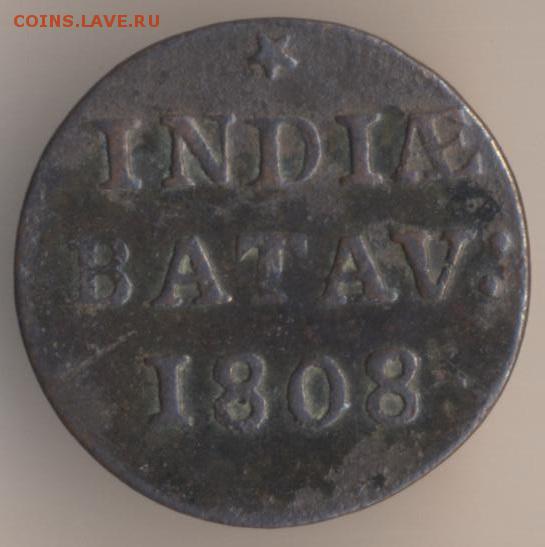 COINS.LAVE.RU
INDIÆ
BATAV:
1808